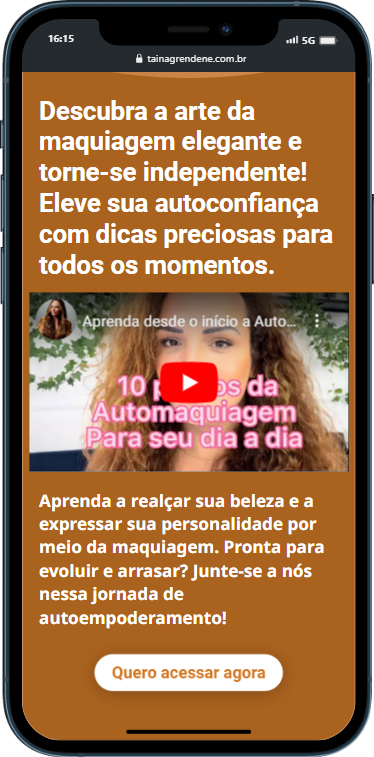 16:15
5G
tainagrendene.com.br
Descubra a arte da
maquiagem elegante e
torne-se independente!
Eleve sua autoconfiança
com dicas preciosas para
todos os momentos.
Aprenda desde o início a Auto...
10 p os da
Automaquiagem
Para seu dia a dia
Aprenda a realçar sua beleza e a
expressar sua personalidade por
meio da maquiagem. Pronta para
evoluir e arrasar? Junte-se a nós
nessa jornada de
autoempoderamento!
Quero acessar agora